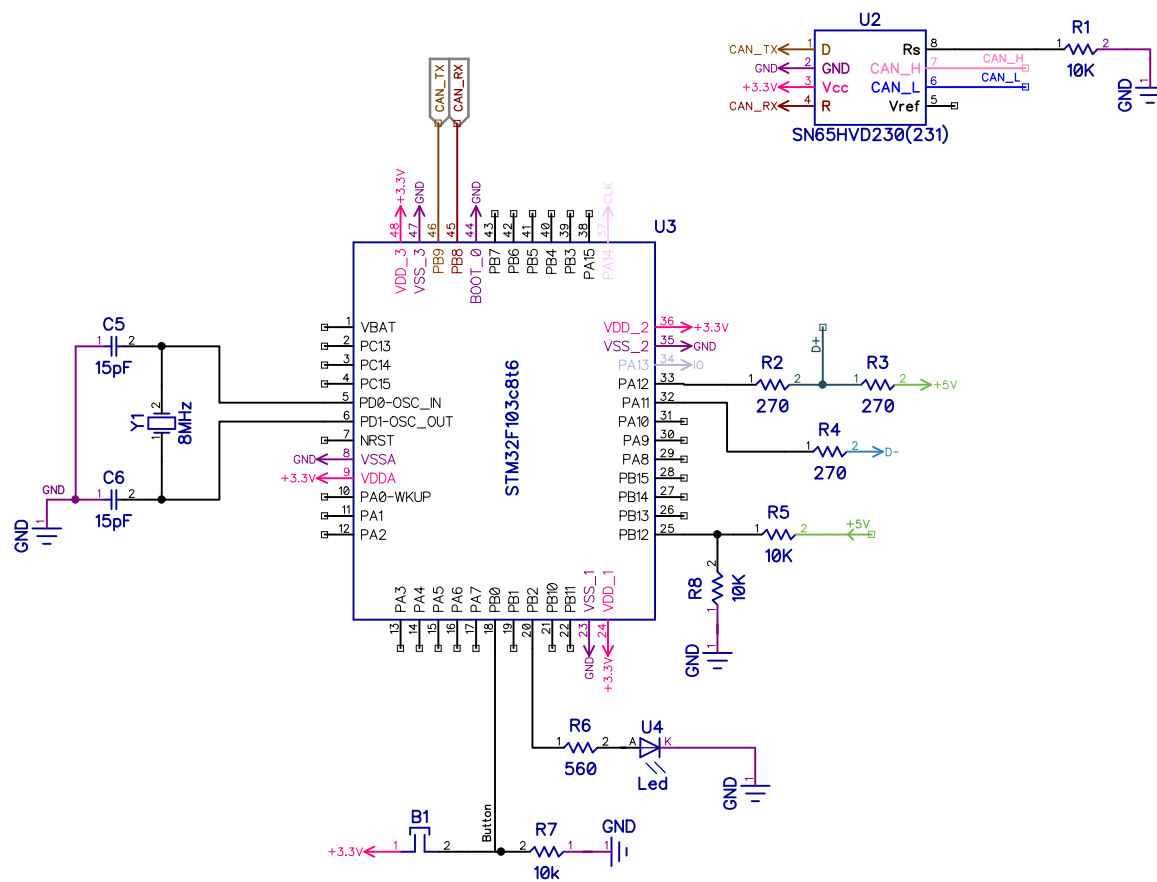 U2
CAN_TX 1 D
GND 2 GND
+3.3V 3 Vcc
CAN_RX 4 R
Rs 8
CAN_H 7 CAN_H
CAN_L 6 CAN_L
Vref 5
SN65HVD230(231)
1 R1 2
10K
GND 1
CAN_TX
CAN_RX
+3.3V
GND
GND
CLK
48 47 46 45 44 43 42 41 40 39 38 37
VDD_3
VSS_3
PB9
PB8
BOOT_0
PB7
PB6
PB5
PB4
PB3
PA15
PA14
U3
STM32F103c8t6
1 VBAT
2 PC13
3 PC14
4 PC15
5 PD0-OSC_IN
6 PD1-OSC_OUT
7 NRST
GND 8 VSSA
+3.3V 9 VDDA
10 PA0-WKUP
11 PA1
12 PA2
VDD_2 36 +3.3V
VSS_2 35 GND
PA13 34 IO
PA12 33
PA11 32
PA10 31
PA9 30
PA8 29
PB15 28
PB14 27
PB13 26
PB12 25
PA3
PA4
PA5
PA6
PA7
PB0
PB1
PB2
PB10
PB11
VSS_1
VDD_1
13 14 15 16 17 18 19 20 21 22 23 24
GND
+3.3V
C5
1 2
15pF
Y1
2
1
8MHz
C6
GND 1 2
15pF
GND 1
D+
R2
1 2
270
R3
1 2 +5V
270
R4
1 2 D-
270
R5
1 2 +5V
10K
R8
2
1
10K
GND 1
R6
1 2
560
U4
A K
Led
GND 1
Button
B1
+3.3V 1 2
R7
2 1
10k
GND
1